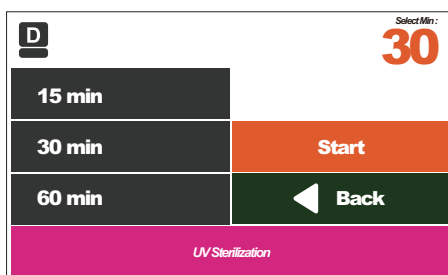 D
Select Min :
30
15 min
30 min
Start
60 min
Back
UV Sterilization